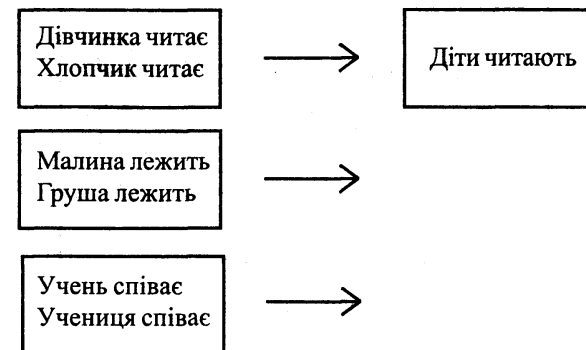 Дівчинка читає
Хлопчик читає
Діти читають
Малина лежить
Груша лежить
Учень співає
Учениця співає